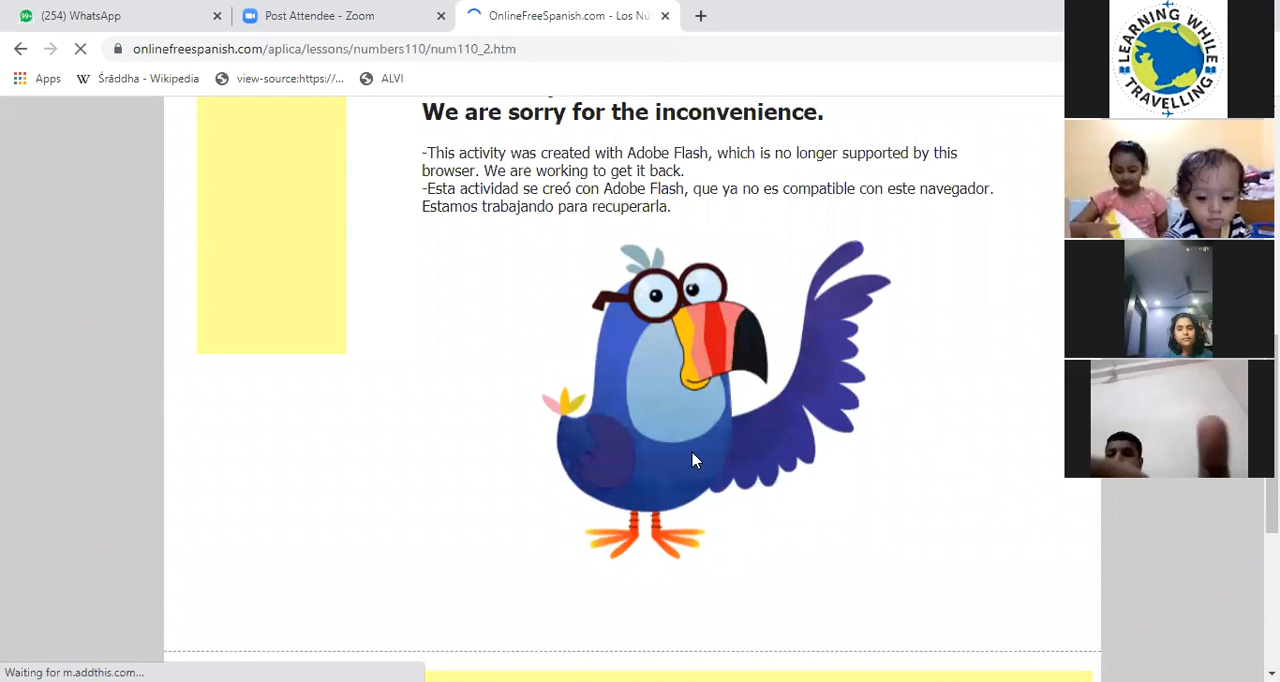 99+ (254) WhatsApp
Post Attendee - Zoom
OnlineFreeSpanish.com - Los Nú
onlinefreespanish.com/aplica/lessons/numbers110/num110_2.htm
Apps
W Śrāddha - Wikipedia
view-source:https://...
ALVI
We are sorry for the inconvenience.
-This activity was created with Adobe Flash, which is no longer supported by this
browser. We are working to get it back.
-Esta actividad se creó con Adobe Flash, que ya no es compatible con este navegador.
Estamos trabajando para recuperarla.
LEARNING WHILE
TRAVELLING
Waiting for m.addthis.com...